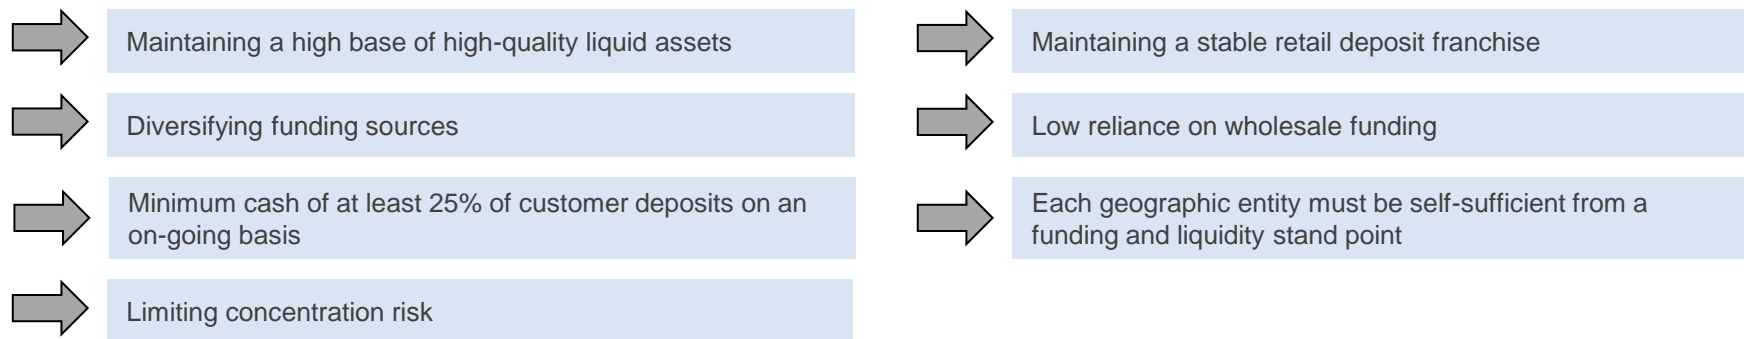 Maintaining a high base of high-quality liquid assets
Diversifying funding sources
Minimum cash of at least 25% of customer deposits on an
on-going basis
Limiting concentration risk
Maintaining a stable retail deposit franchise
Low reliance on wholesale funding
Each geographic entity must be self-sufficient from a
funding and liquidity stand point